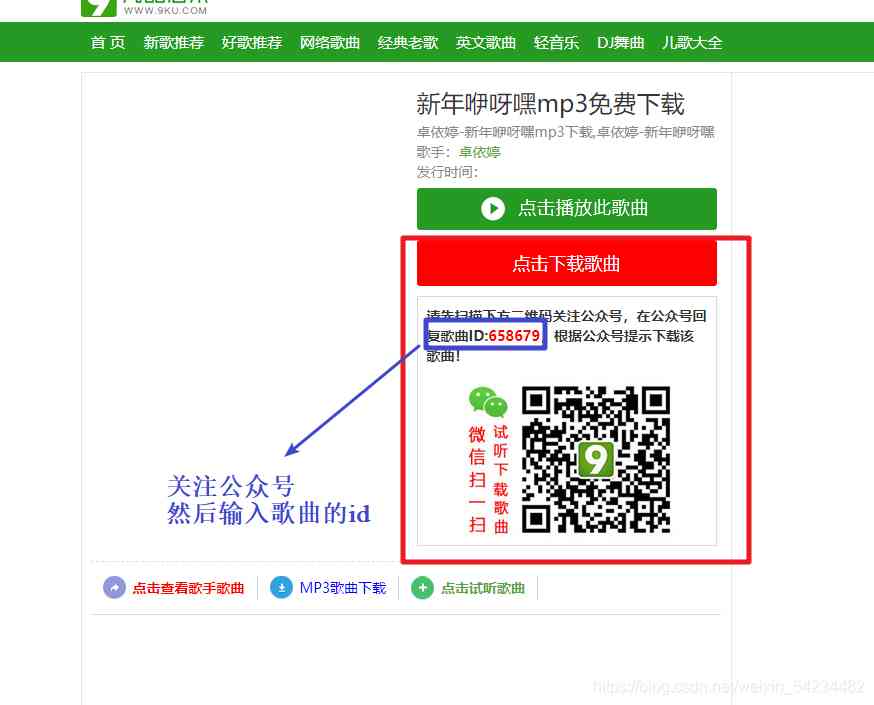 WWW.9KU.COM
首 页 新歌推荐 好歌推荐 网络歌曲 经典老歌 英文歌曲 轻音乐 DJ舞曲 儿歌大全
新年咿呀嘿mp3免费下载
卓依婷-新年咿呀嘿mp3下载,卓依婷-新年咿呀嘿
歌手：卓依婷
发行时间：
点击播放此歌曲
点击下载歌曲
请先扫描下方二维码关注公众号，在公众号回
复歌曲ID:658679，根据公众号提示下载该
歌曲！
微信扫一扫
试听下载歌曲
9
关注公众号
然后输入歌曲的id
点击查看歌手歌曲 MP3歌曲下载 点击试听歌曲
https://blog.csdn.net/weixin_54234482